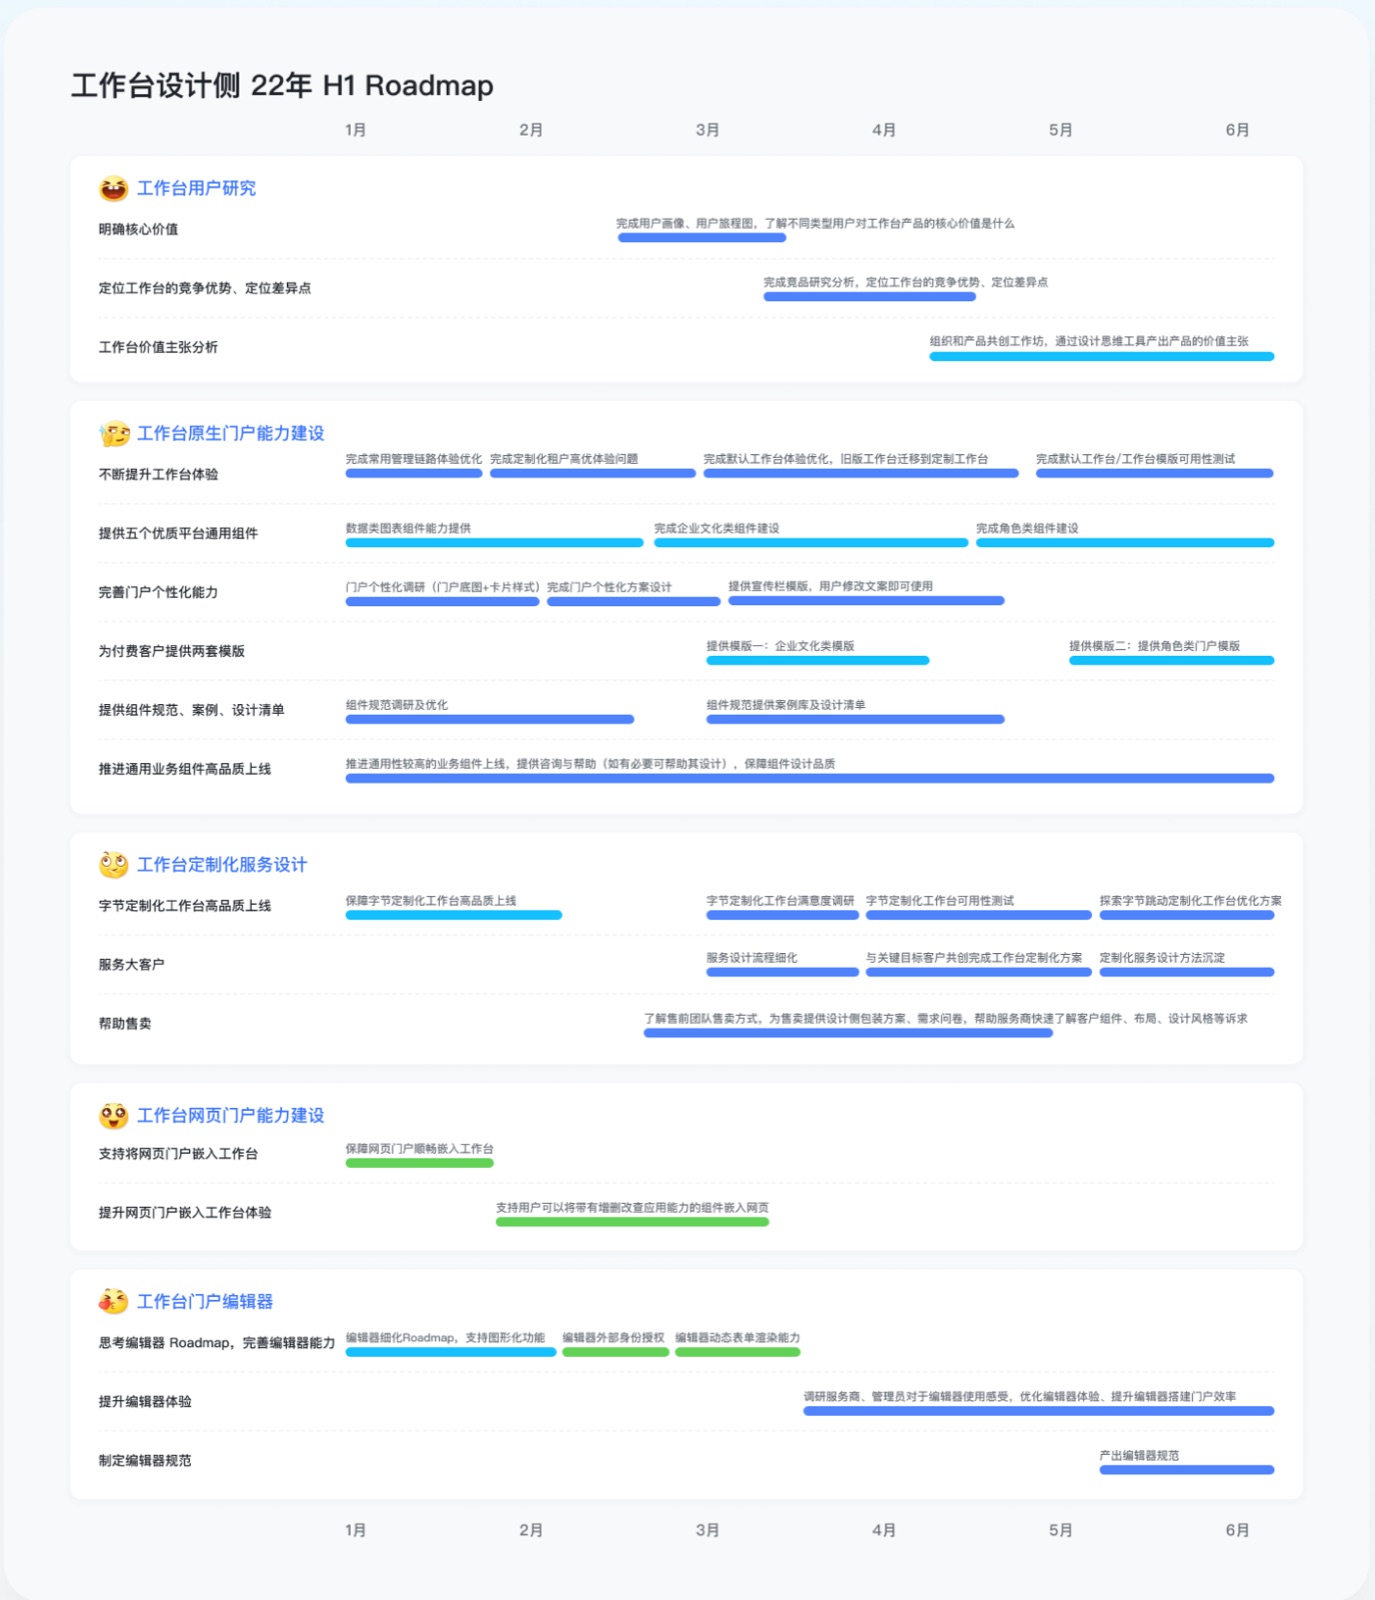 工作台设计侧 22年 H1 Roadmap
1月 2月 3月 4月 5月 6月
工作台用户研究
完成用户画像、用户旅程图，了解不同类型用户对工作台产品的核心价值是什么
明确核心价值
完成竞品研究分析，定位工作台的竞争优势、定位差异点
定位工作台的竞争优势、定位差异点
组织和产品共创工作坊，通过设计思维工具产出产品的价值主张
工作台价值主张分析
工作台原生门户能力建设
完成常用管理链路体验优化 完成定制化租户高优体验问题 完成默认工作台体验优化，旧版工作台迁移到定制工作台 完成默认工作台/工作台模版可用性测试
不断提升工作台体验
数据类图表组件能力提供 完成企业文化类组件建设 完成角色类组件建设
提供五个优质平台通用组件
门户个性化调研（门户底图+卡片样式） 完成门户个性化方案设计 提供宣传栏模版，用户修改文案即可使用
完善门户个性化能力
提供模版一：企业文化类模版 提供模版二：提供角色类门户模版
为付费客户提供两套模版
组件规范调研及优化 组件规范提供案例库及设计清单
提供组件规范、案例、设计清单
推进通用性较高的业务组件上线，提供咨询与帮助（如有必要可帮助其设计），保障组件设计品质
推进通用业务组件高品质上线
工作台定制化服务设计
保障字节定制化工作台高品质上线 字节定制化工作台满意度调研 字节定制化工作台可用性测试 探索字节跳动定制化工作台优化方案
字节定制化工作台高品质上线
服务设计流程细化 与关键目标客户共创完成工作台定制化方案 定制化服务设计方法沉淀
服务大客户
了解售前团队售卖方式，为售卖提供设计侧包装方案、需求问卷，帮助服务商快速了解客户组件、布局、设计风格等诉求
帮助售卖
工作台网页门户能力建设
保障网页门户顺畅嵌入工作台
支持将网页门户嵌入工作台
支持用户可以将带有增删改查应用能力的组件嵌入网页
提升网页门户嵌入工作台体验
工作台门户编辑器
编辑器细化Roadmap，支持图形化功能 编辑器外部身份授权 编辑器动态表单渲染能力
思考编辑器 Roadmap，完善编辑器能力
调研服务商、管理员对于编辑器使用感受，优化编辑器体验、提升编辑器搭建门户效率
提升编辑器体验
产出编辑器规范
制定编辑器规范
1月 2月 3月 4月 5月 6月